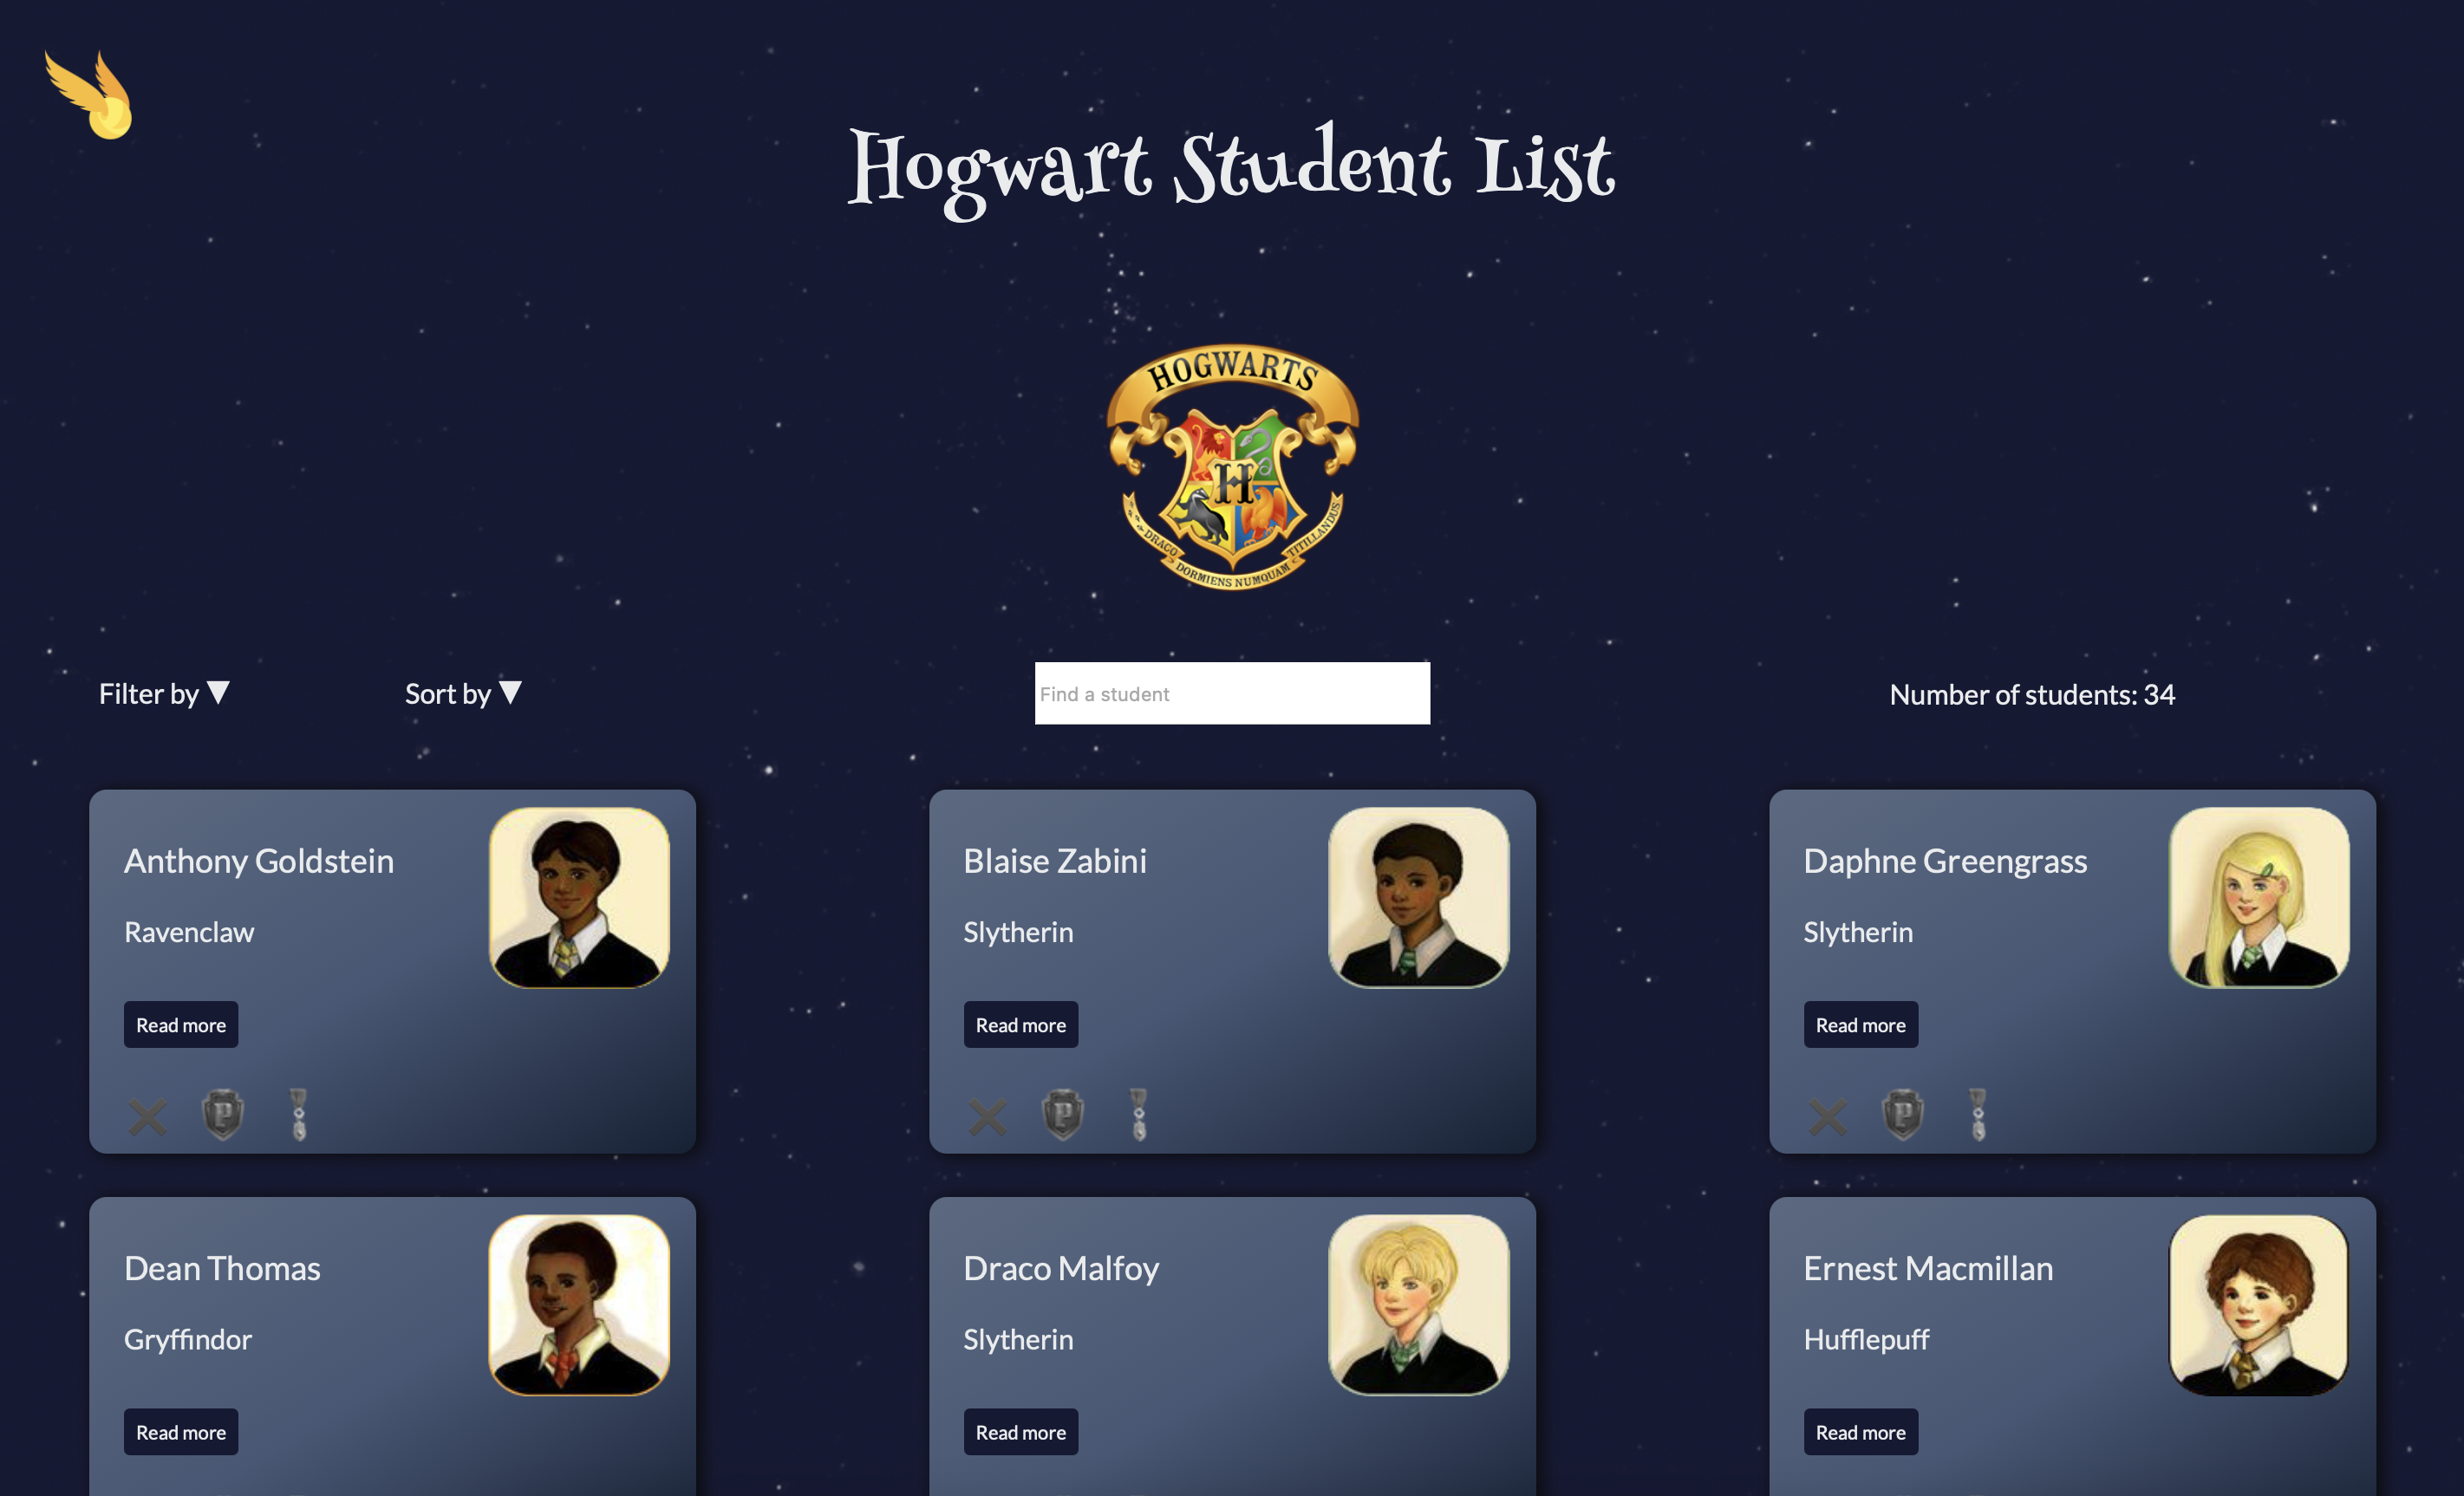 Hogwart Student List
HOGWARTS
H
DRACO
DORMIENS NUMQUAM
TITILLANDUS
Filter by ▼
Sort by ▼
Find a student
Number of students: 34
Anthony Goldstein
Ravenclaw
Read more
P
Blaise Zabini
Slytherin
Read more
P
Daphne Greengrass
Slytherin
Read more
P
Dean Thomas
Gryffindor
Read more
Draco Malfoy
Slytherin
Read more
Ernest Macmillan
Hufflepuff
Read more